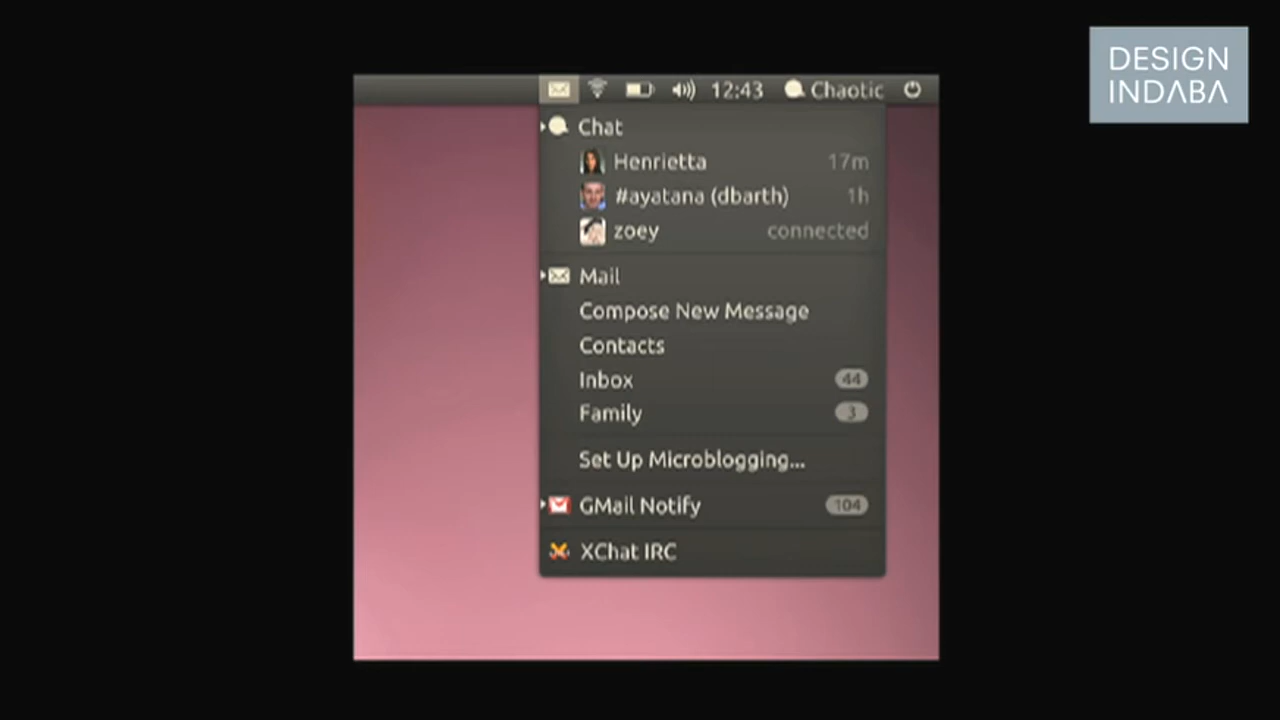 DESIGN
INDABA
12:43 Chaotic
Chat
Henrietta 17m
#ayatana (dbarth) 1h
zoey connected
Mail
Compose New Message
Contacts
Inbox 44
Family 3
Set Up Microblogging...
GMail Notify 104
XChat IRC